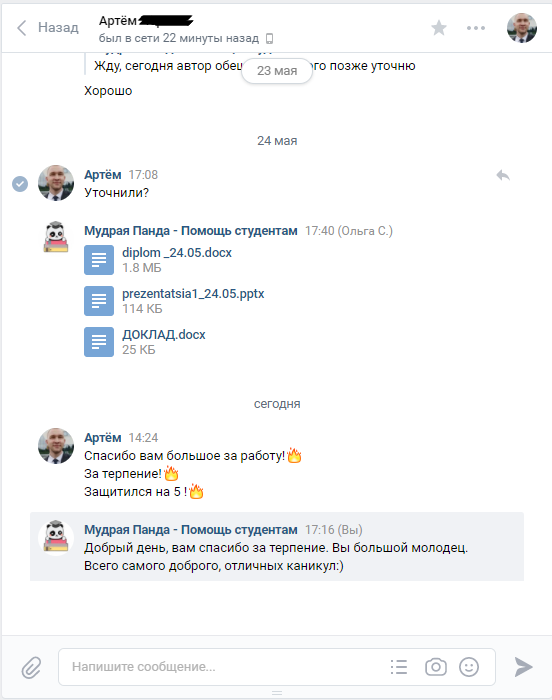 Назад
Артём
был в сети 22 минуты назад
Жду, сегодня автор обещ го позже уточню
23 мая
Хорошо
24 мая
Артём 17:08
Уточнили?
Мудрая Панда - Помощь студентам 17:40 (Ольга С.)
diplom _24.05.docx
1.8 МБ
prezentatsia1_24.05.pptx
114 КБ
ДОКЛАД.docx
25 КБ
сегодня
Артём 14:24
Спасибо вам большое за работу!🔥
За терпение!🔥
Защитился на 5 !🔥
Мудрая Панда - Помощь студентам 17:16 (Вы)
Добрый день, вам спасибо за терпение. Вы большой молодец.
Всего самого доброго, отличных каникул:)
Напишите сообщение...